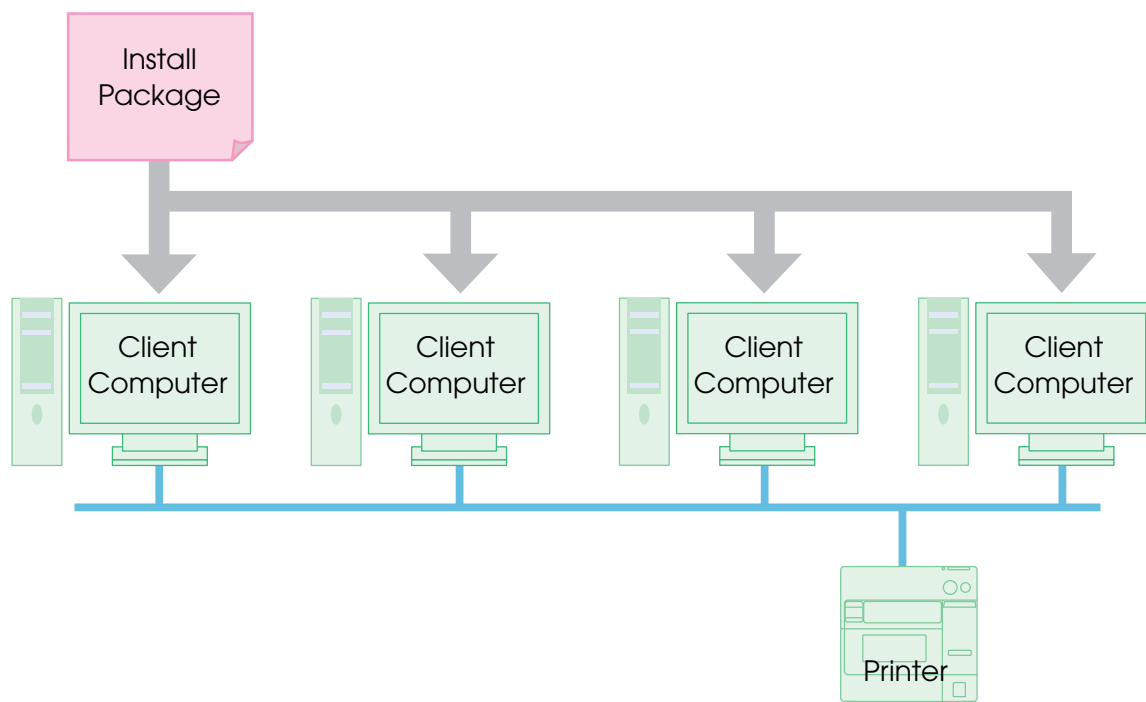 Install
Package
Client
Computer
Client
Computer
Client
Computer
Client
Computer
Printer